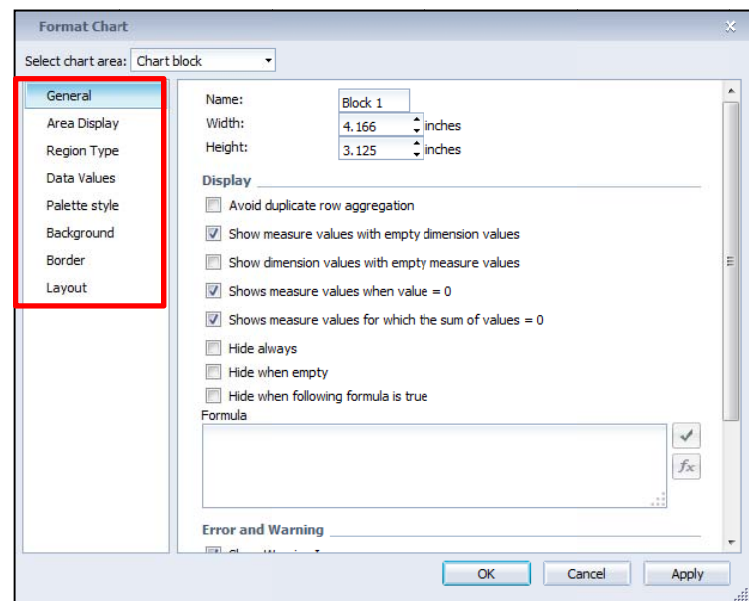 Format Chart
Select chart area: Chart block
General
Area Display
Region Type
Data Values
Palette style
Background
Border
Layout
Name: Block 1
Width: 4.166 inches
Height: 3.125 inches
Display
Avoid duplicate row aggregation
Show measure values with empty dimension values
Show dimension values with empty measure values
Shows measure values when value = 0
Shows measure values for which the sum of values = 0
Hide always
Hide when empty
Hide when following formula is true
Formula
fx
Error and Warning
OK Cancel Apply